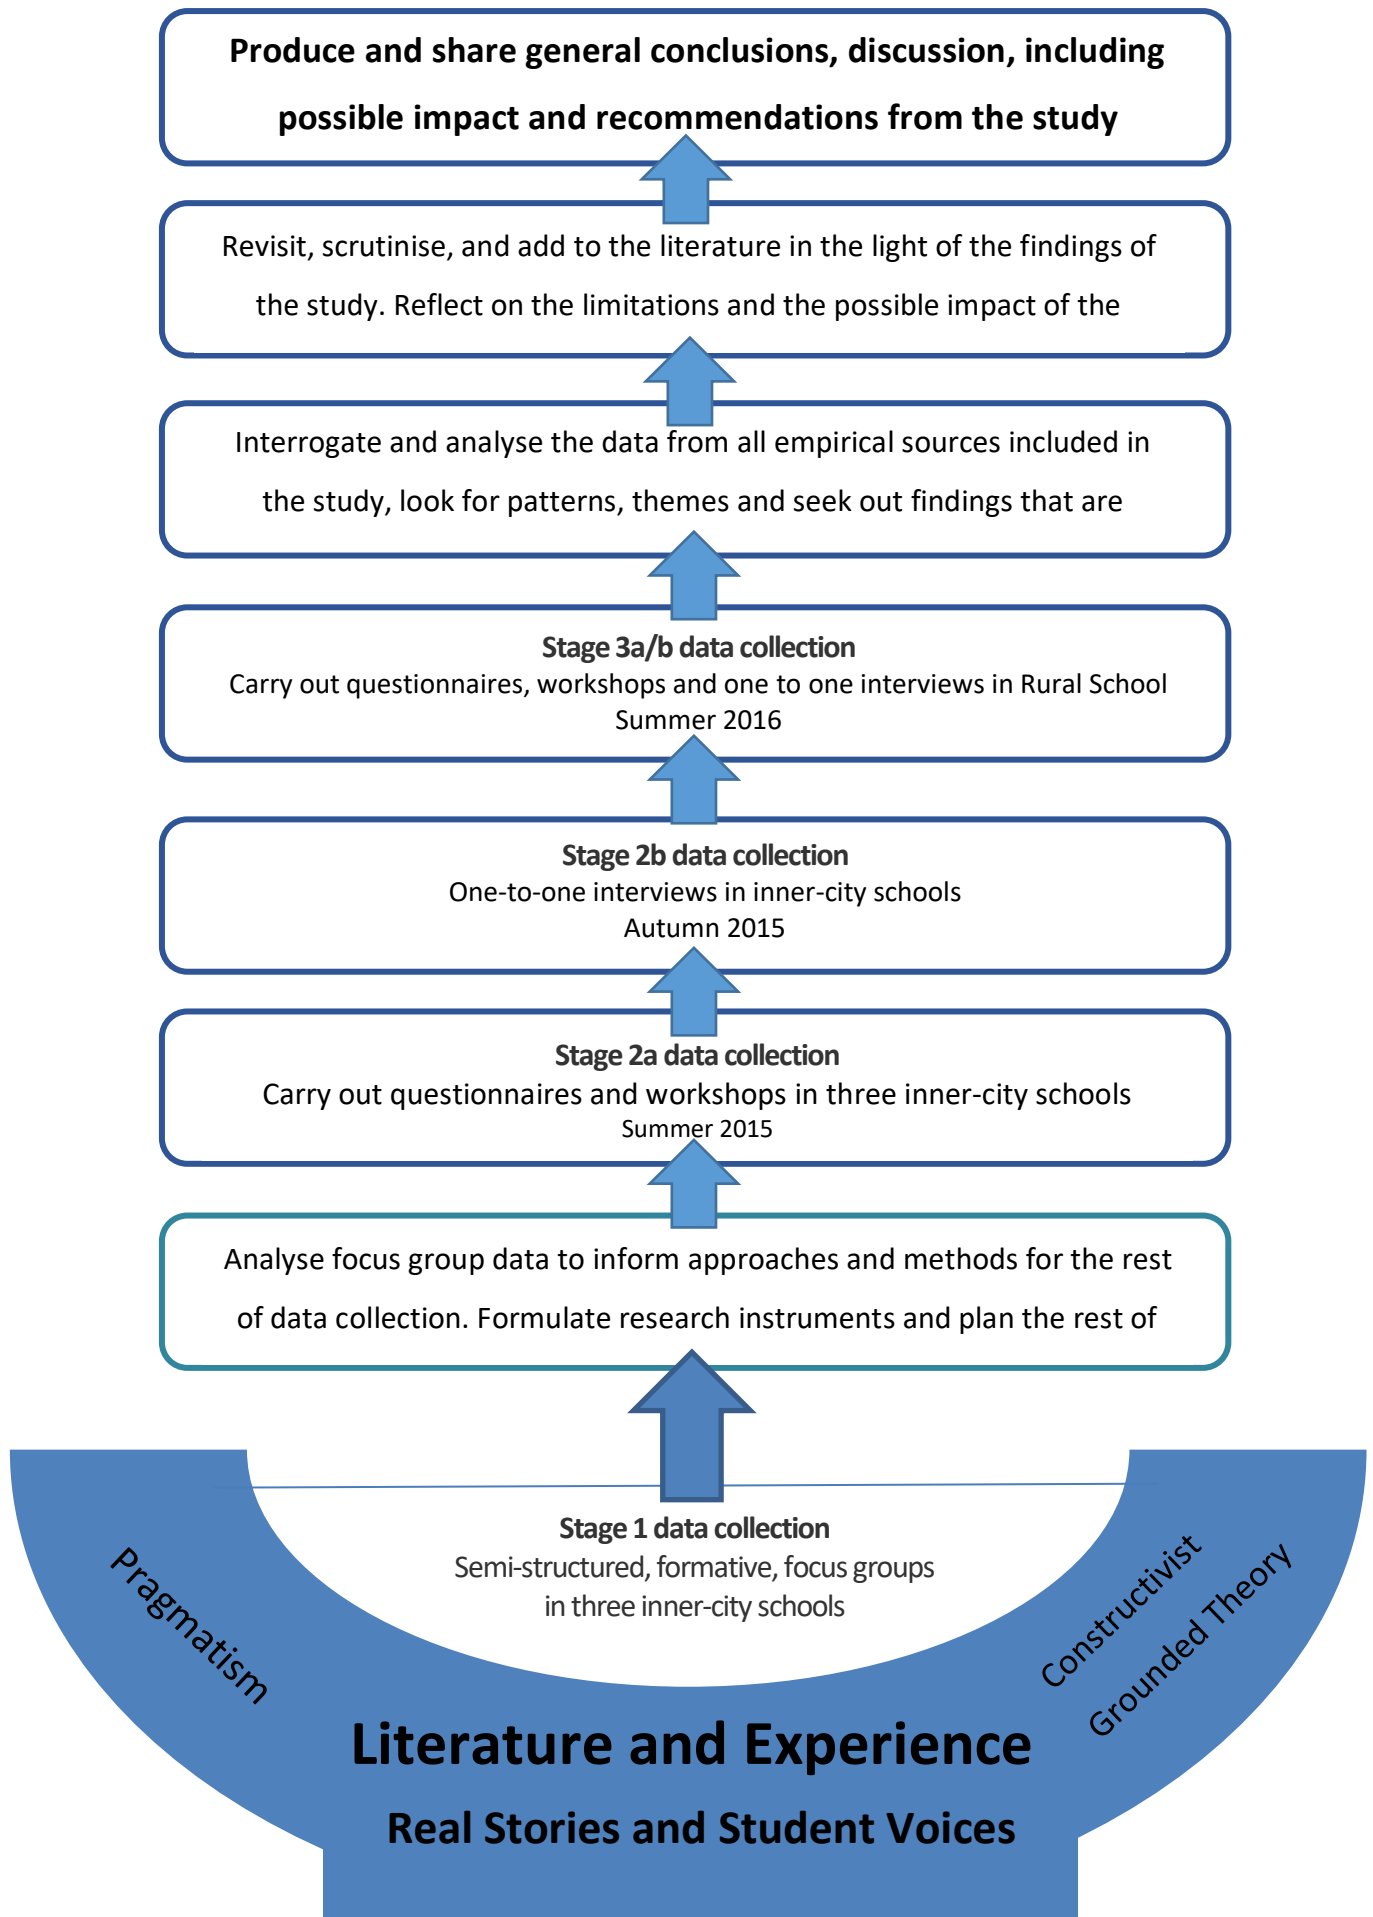 Produce and share general conclusions, discussion, including
possible impact and recommendations from the study
Revisit, scrutinise, and add to the literature in the light of the findings of
the study. Reflect on the limitations and the possible impact of the
Interrogate and analyse the data from all empirical sources included in
the study, look for patterns, themes and seek out findings that are
Stage 3a/b data collection
Carry out questionnaires, workshops and one to one interviews in Rural School
Summer 2016
Stage 2b data collection
One-to-one interviews in inner-city schools
Autumn 2015
Stage 2a data collection
Carry out questionnaires and workshops in three inner-city schools
Summer 2015
Analyse focus group data to inform approaches and methods for the rest
of data collection. Formulate research instruments and plan the rest of
Stage 1 data collection
Semi-structured, formative, focus groups
in three inner-city schools
Pragmatism
Constructivist
Grounded Theory
Literature and Experience
Real Stories and Student Voices